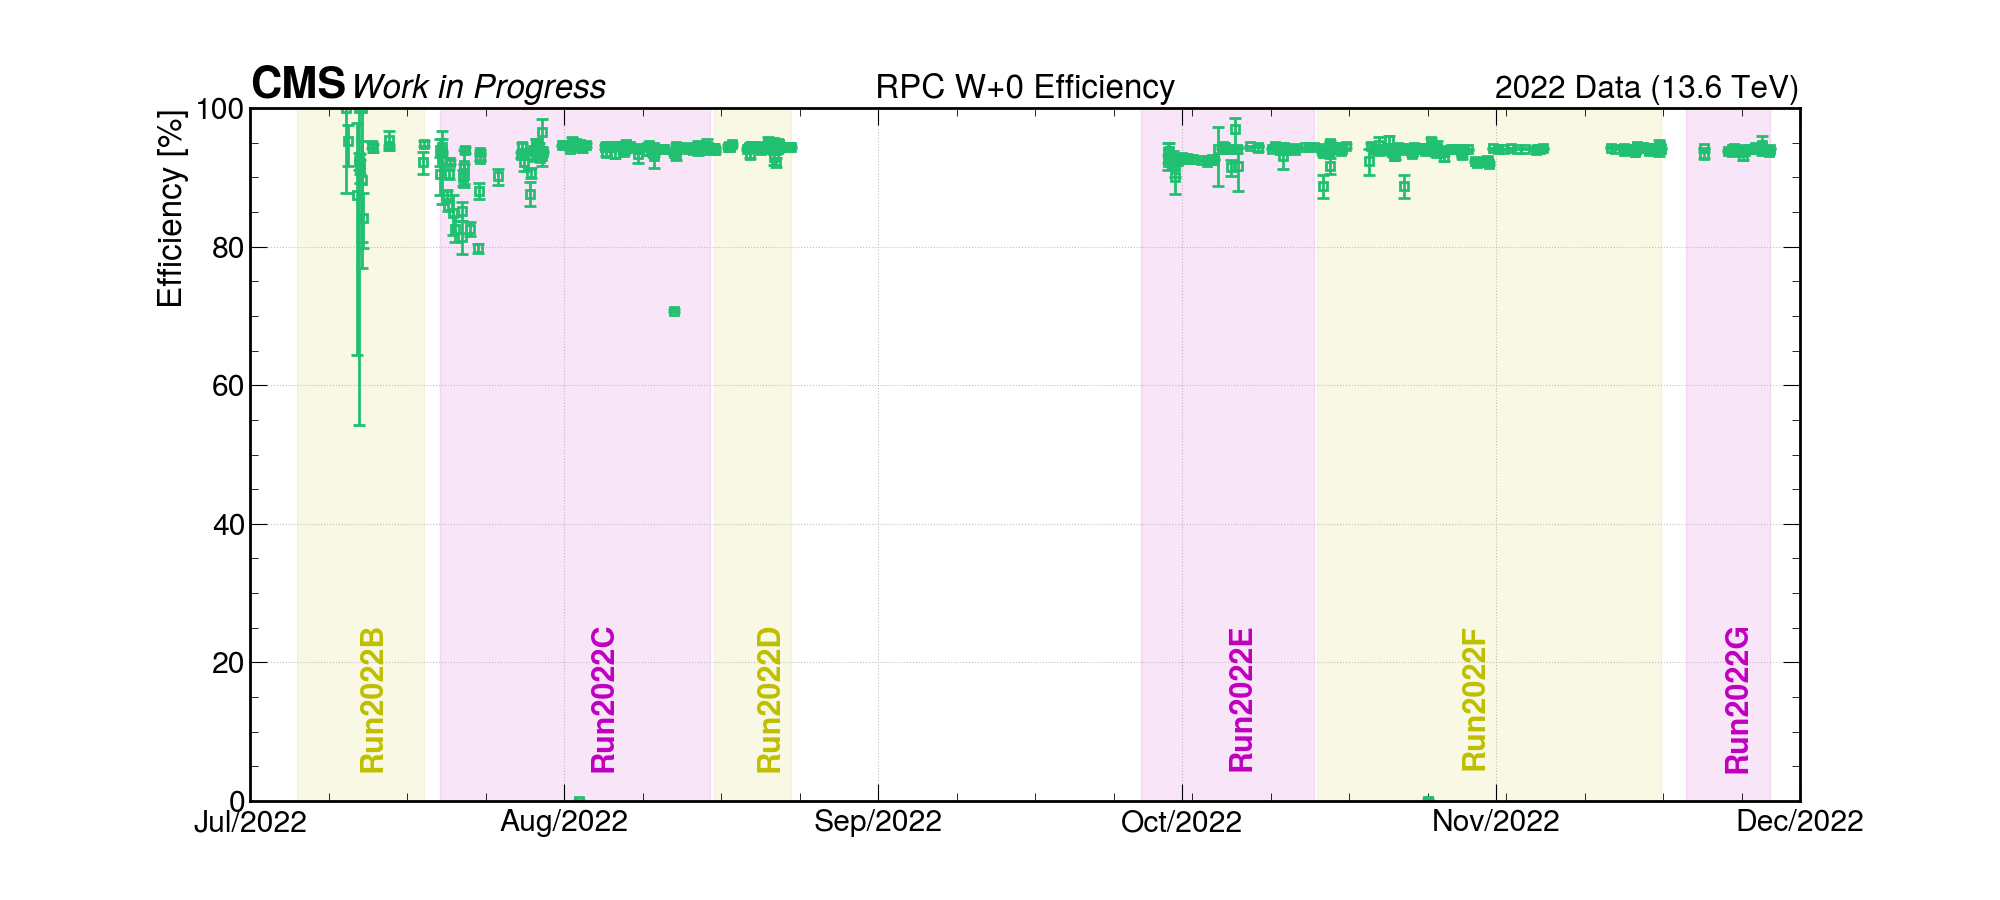 CMS Work in Progress
RPC W+0 Efficiency
2022 Data (13.6 TeV)
Efficiency [%]
100
80
60
40
20
0
Run2022B
Run2022C
Run2022D
Run2022E
Run2022F
Run2022G
Jul/2022
Aug/2022
Sep/2022
Oct/2022
Nov/2022
Dec/2022